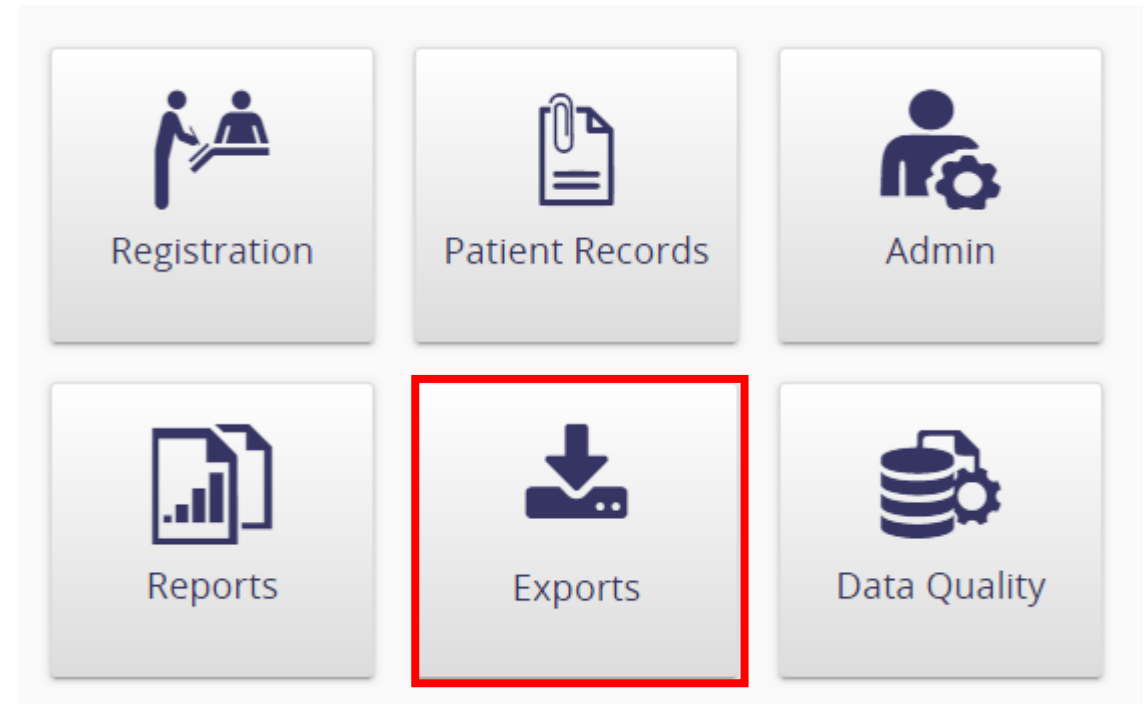 Registration
Patient Records
Admin
Reports
Exports
Data Quality